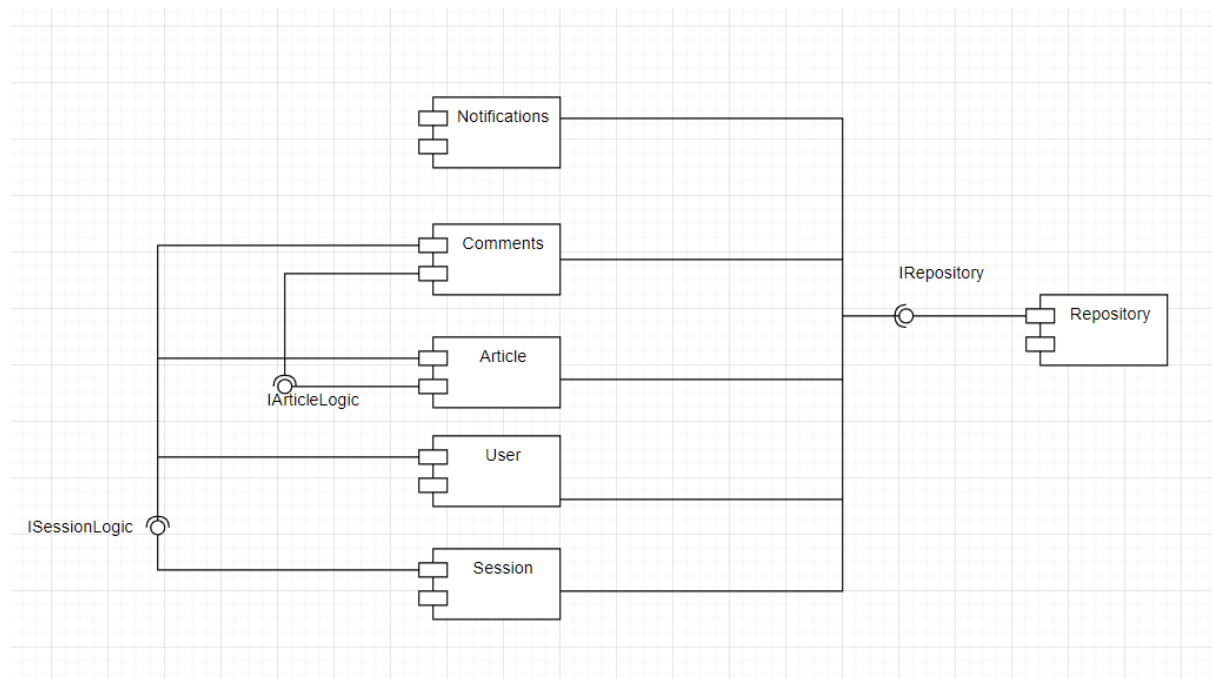 Notifications
Comments
IRepository
Repository
Article
IArticleLogic
User
ISessionLogic
Session